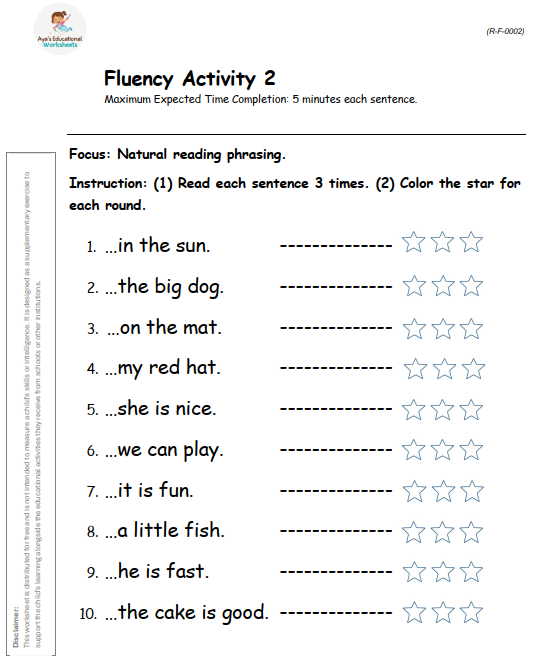 Aya's Educational
Worksheets
(R-F-0002)
Fluency Activity 2
Maximum Expected Time Completion: 5 minutes each sentence.
Focus: Natural reading phrasing.
Instruction: (1) Read each sentence 3 times. (2) Color the star for
each round.
1. ...in the sun. --------------
2. ...the big dog. --------------
3. ...on the mat. --------------
4. ...my red hat. --------------
5. ...she is nice. --------------
6. ...we can play. --------------
7. ...it is fun. --------------
8. ...a little fish. --------------
9. ...he is fast. --------------
10. ...the cake is good. --------------
Disclaimer:
This worksheet is distributed for free and is not intended to measure a child's skills or intelligence. It is designed as a supplementary exercise to
support the child's learning alongside the educational activities they receive from schools or other institutions.